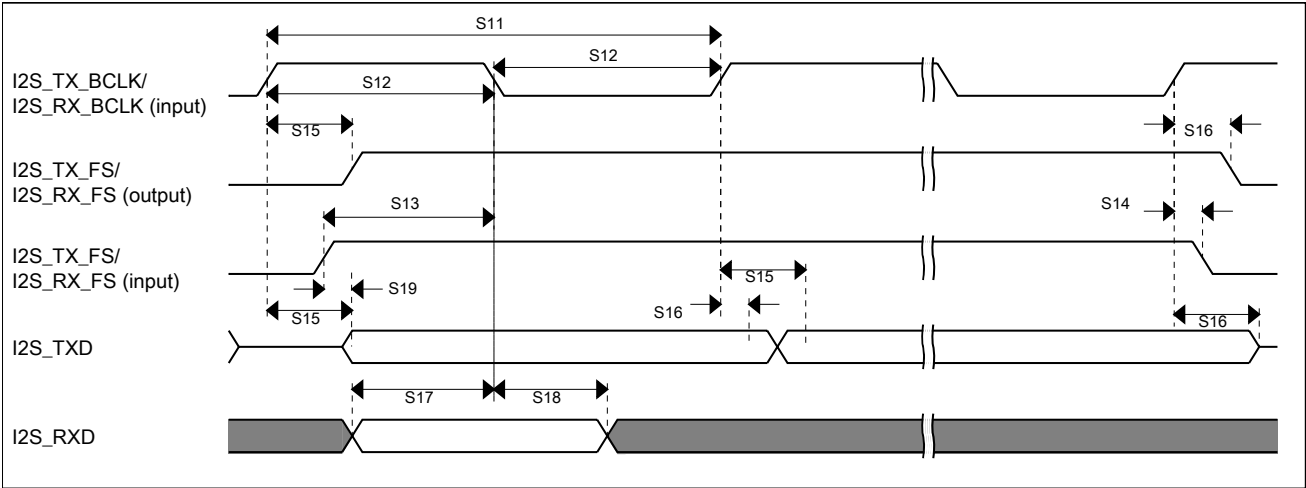 S11
I2S_TX_BCLK/
I2S_RX_BCLK (input)
S12
S12
S15
S16
I2S_TX_FS/
I2S_RX_FS (output)
S13
S14
I2S_TX_FS/
I2S_RX_FS (input)
S15
S19
S15
S16
S16
I2S_TXD
S17
S18
I2S_RXD